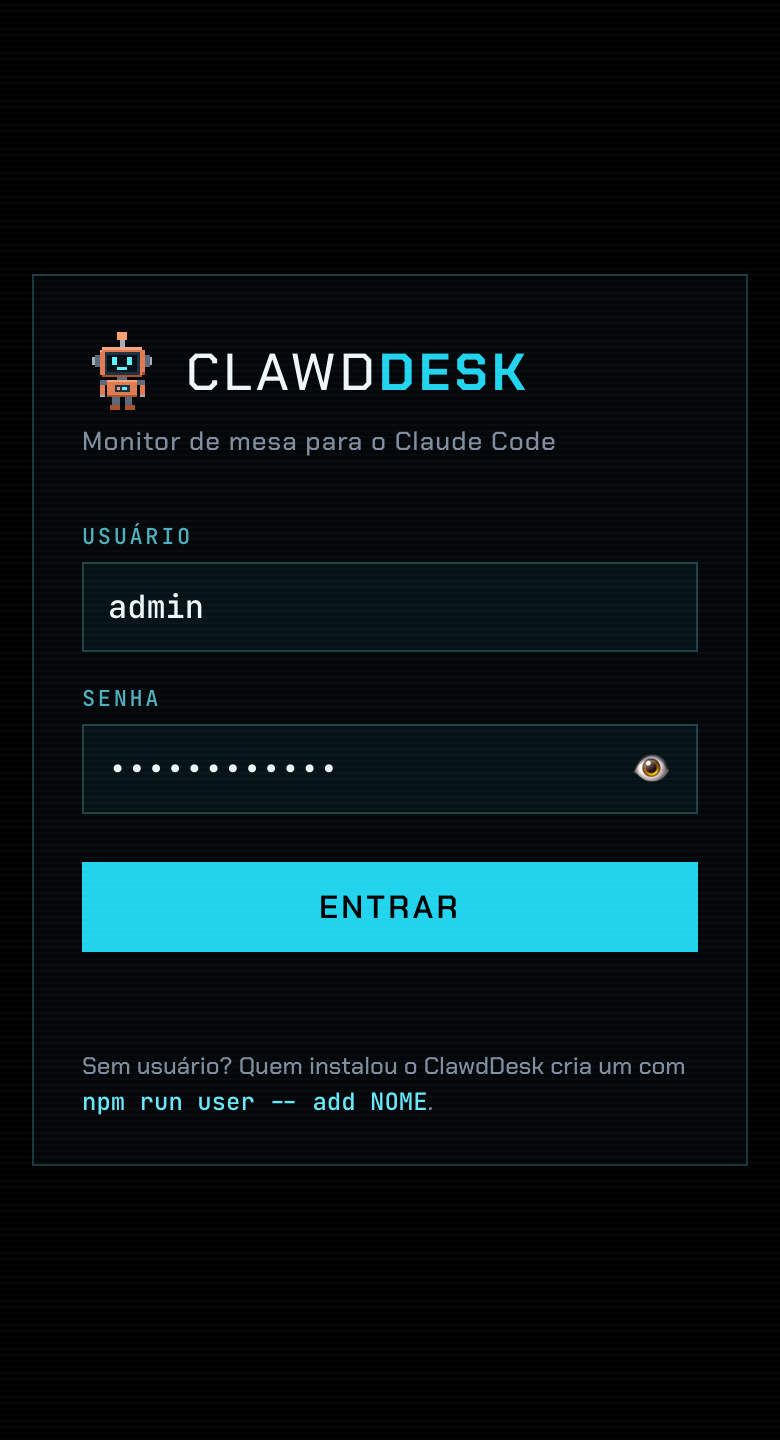 CLAWDDESK
Monitor de mesa para o Claude Code
USUÁRIO
admin
SENHA
••••••••••••
ENTRAR
Sem usuário? Quem instalou o ClawdDesk cria um com
npm run user -- add NOME.